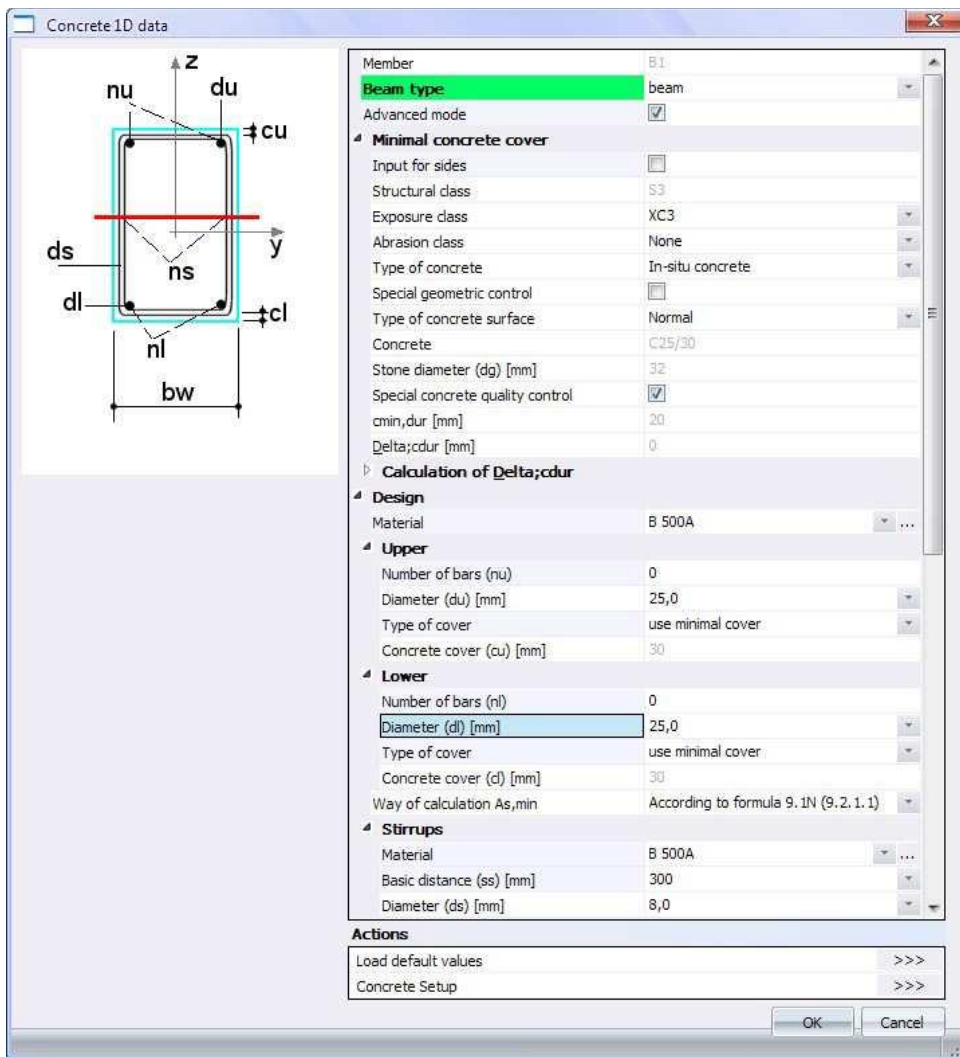 Concrete 1D data
z
nu
du
cu
y
ds
ns
dl
cl
nl
bw
Member B1
Beam type beam
Advanced mode
Minimal concrete cover
Input for sides
Structural class S3
Exposure class XC3
Abrasion class None
Type of concrete In-situ concrete
Special geometric control
Type of concrete surface Normal
Concrete C25/30
Stone diameter (dg) [mm] 32
Special concrete quality control
cmin,dur [mm] 20
Delta;cdur [mm] 0
Calculation of Delta;cdur
Design
Material B 500A ...
Upper
Number of bars (nu) 0
Diameter (du) [mm] 25,0
Type of cover use minimal cover
Concrete cover (cu) [mm] 30
Lower
Number of bars (nl) 0
Diameter (dl) [mm] 25,0
Type of cover use minimal cover
Concrete cover (cl) [mm] 30
Way of calculation As,min According to formula 9.1N (9.2.1.1)
Stirrups
Material B 500A ...
Basic distance (ss) [mm] 300
Diameter (ds) [mm] 8,0
Actions
Load default values >>>
Concrete Setup >>>
OK Cancel